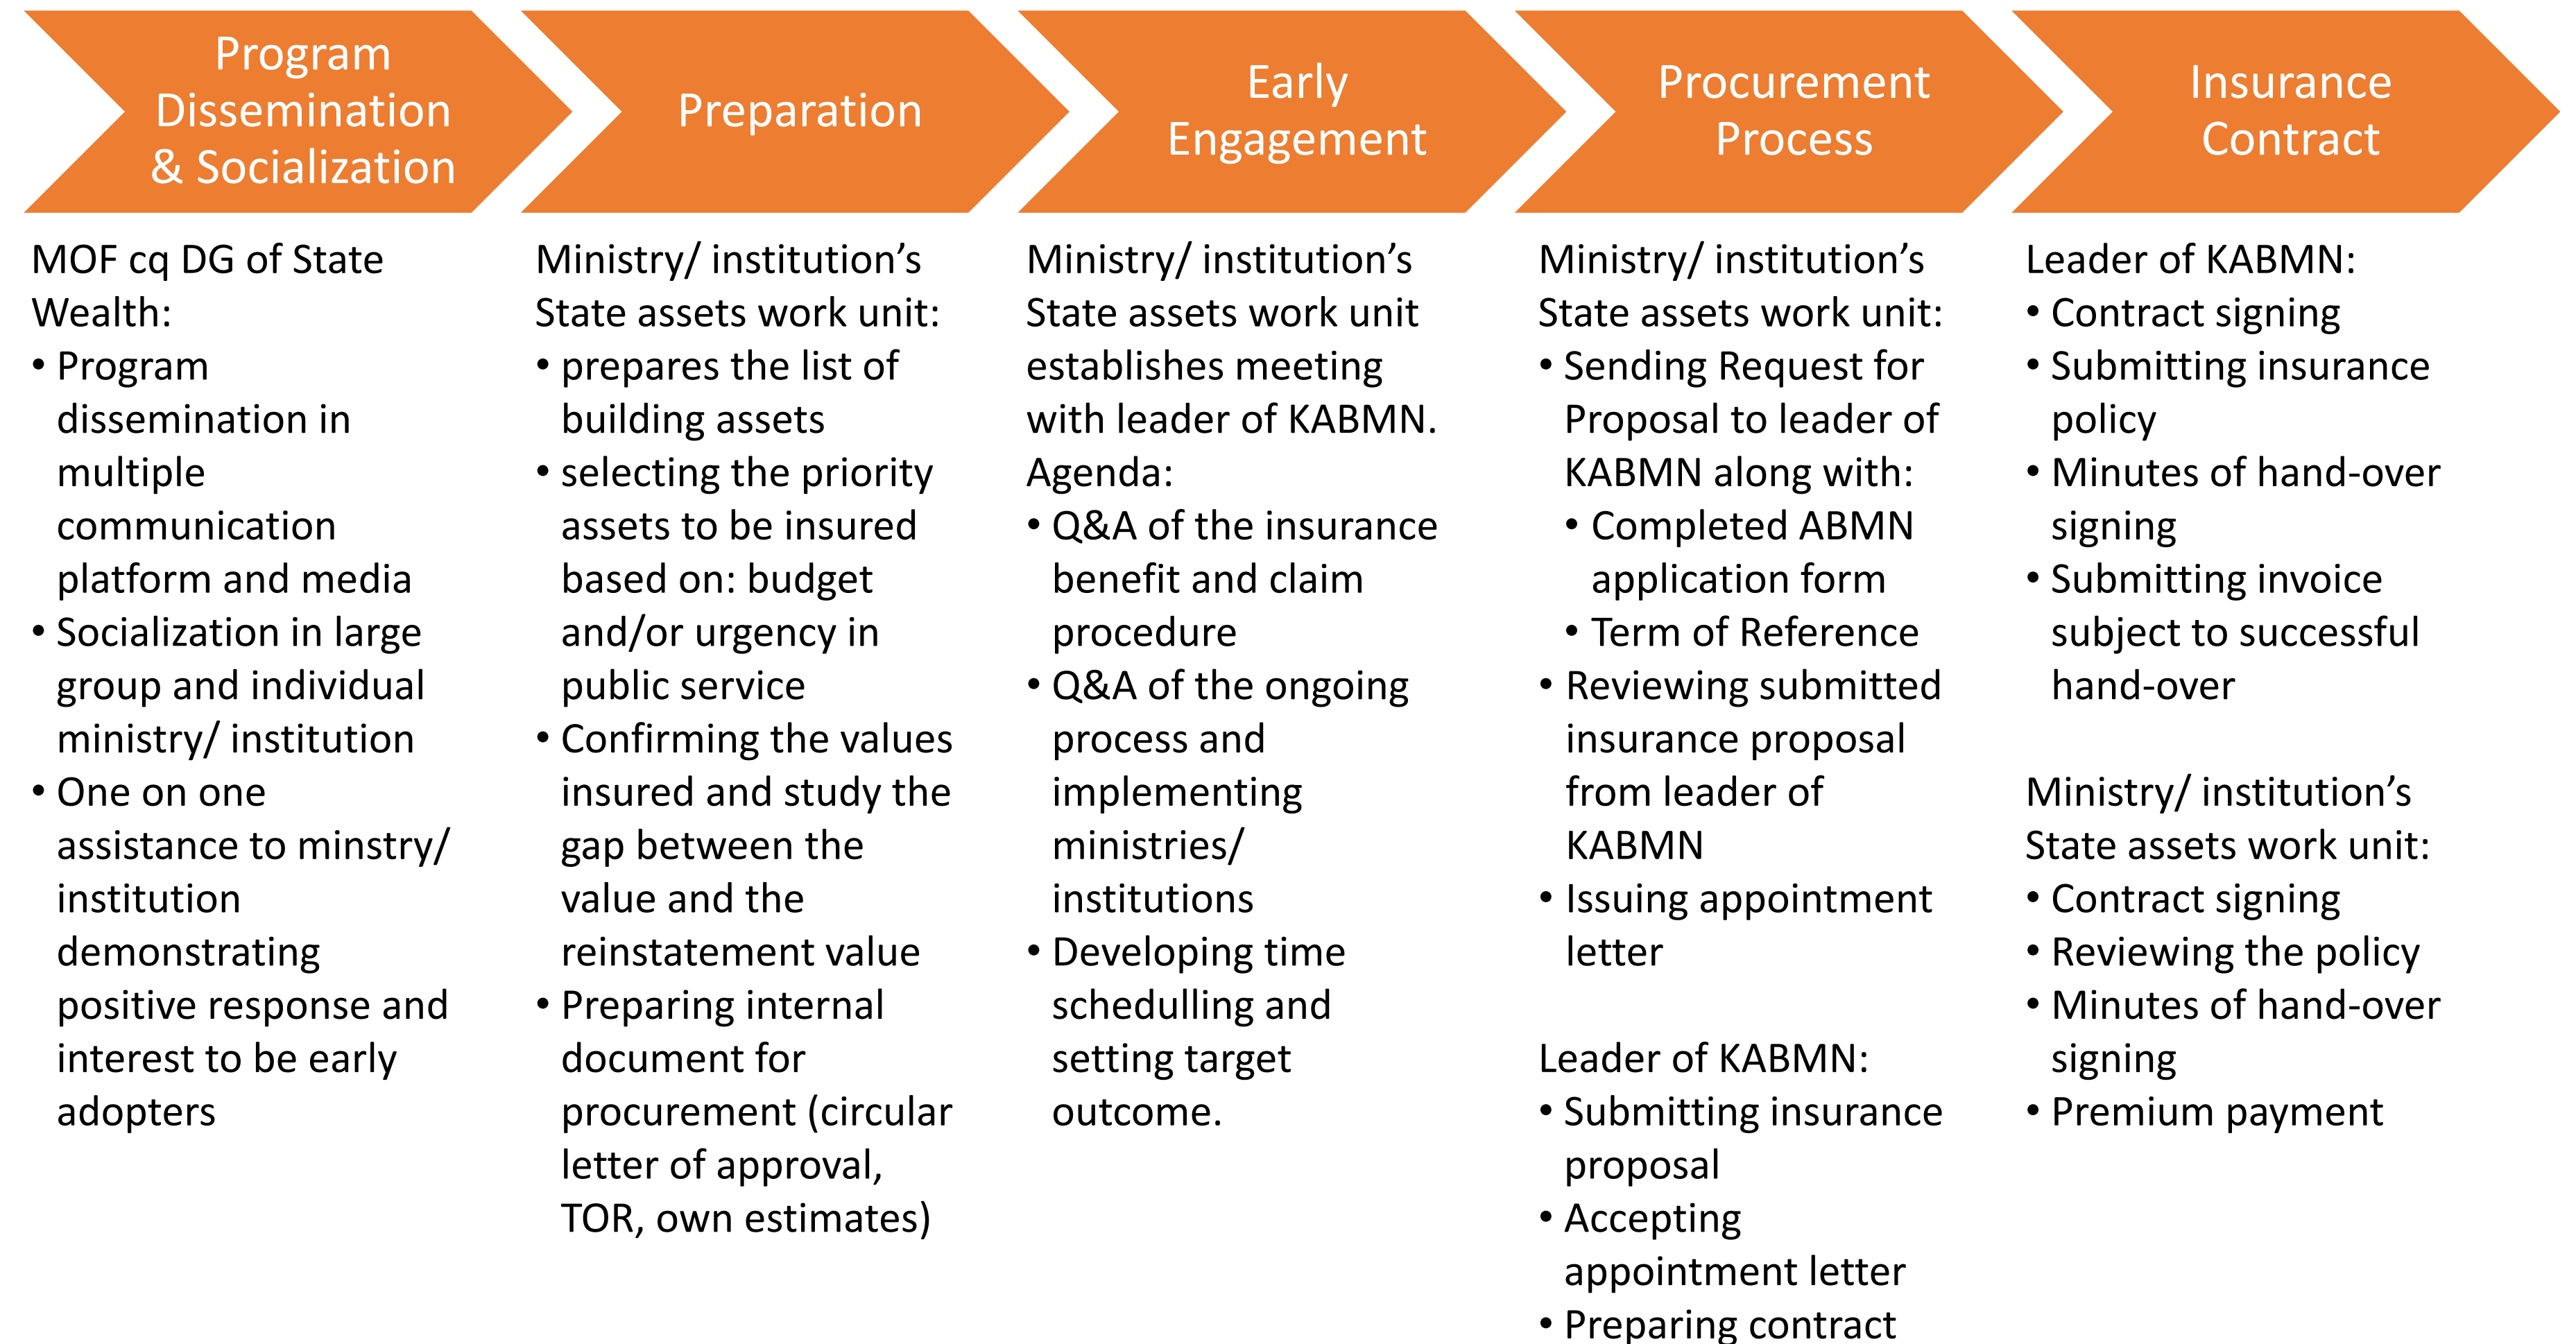 Program
Dissemination
& Socialization
Preparation
Early
Engagement
Procurement
Process
Insurance
Contract
MOF cq DG of State
Wealth:
• Program
dissemination in
multiple
communication
platform and media
• Socialization in large
group and individual
ministry/ institution
• One on one
assistance to minstry/
institution
demonstrating
positive response and
interest to be early
adopters
Ministry/ institution’s
State assets work unit:
• prepares the list of
building assets
• selecting the priority
assets to be insured
based on: budget
and/or urgency in
public service
• Confirming the values
insured and study the
gap between the
value and the
reinstatement value
• Preparing internal
document for
procurement (circular
letter of approval,
TOR, own estimates)
Ministry/ institution’s
State assets work unit
establishes meeting
with leader of KABMN.
Agenda:
• Q&A of the insurance
benefit and claim
procedure
• Q&A of the ongoing
process and
implementing
ministries/
institutions
• Developing time
schedulling and
setting target
outcome.
Ministry/ institution’s
State assets work unit:
• Sending Request for
Proposal to leader of
KABMN along with:
• Completed ABMN
application form
• Term of Reference
• Reviewing submitted
insurance proposal
from leader of
KABMN
• Issuing appointment
letter
Leader of KABMN:
• Submitting insurance
proposal
• Accepting
appointment letter
• Preparing contract
Leader of KABMN:
• Contract signing
• Submitting insurance
policy
• Minutes of hand-over
signing
• Submitting invoice
subject to successful
hand-over
Ministry/ institution’s
State assets work unit:
• Contract signing
• Reviewing the policy
• Minutes of hand-over
signing
• Premium payment